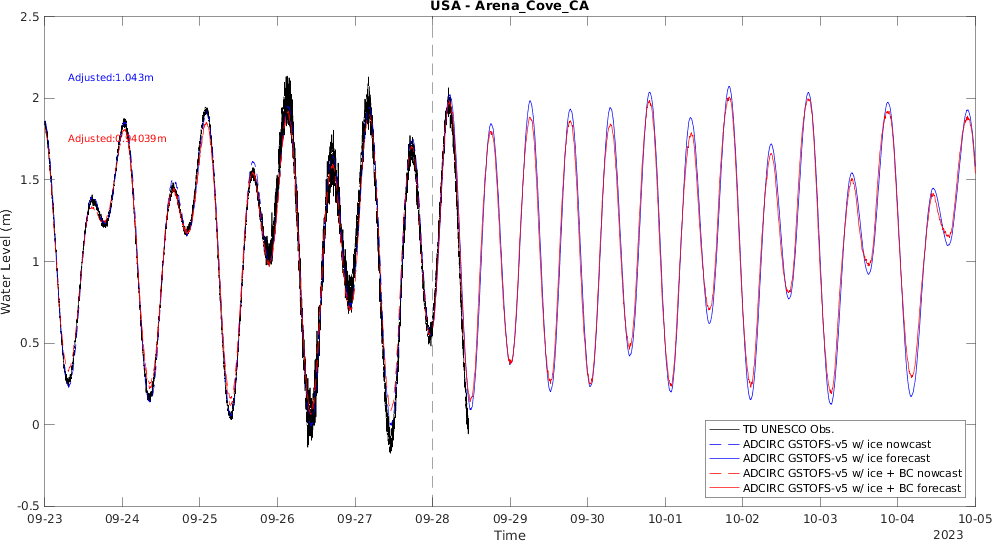 USA - Arena_Cove_CA
2.5
2
1.5
1
0.5
0
-0.5
Water Level (m)
Adjusted:1.043m
Adjusted:0.94039m
TD UNESCO Obs.
ADCIRC GSTOFS-v5 w/ ice nowcast
ADCIRC GSTOFS-v5 w/ ice forecast
ADCIRC GSTOFS-v5 w/ ice + BC nowcast
ADCIRC GSTOFS-v5 w/ ice + BC forecast
09-23 09-24 09-25 09-26 09-27 09-28 09-29 09-30 10-01 10-02 10-03 10-04 10-05
Time
2023